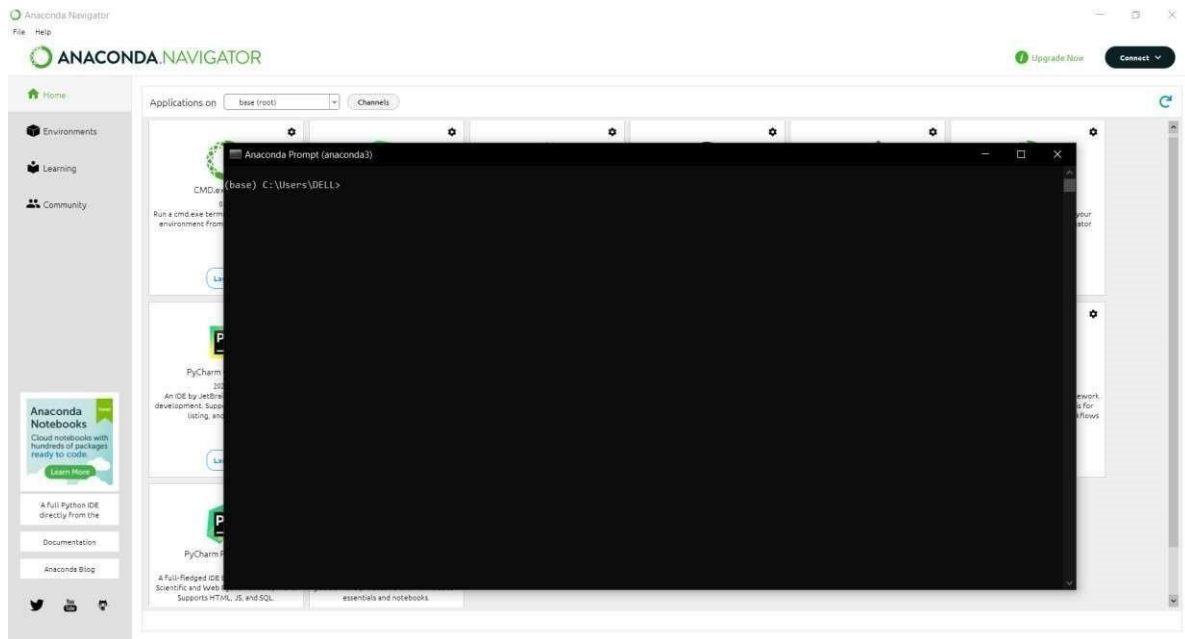 Anaconda Navigator
File Help
ANACONDA.NAVIGATOR
Upgrade Now
Connect
Home
Environments
Learning
Community
Applications on
base (root)
Channels
Anaconda Prompt (anaconda3)
(base) C:\Users\DELL>
CMD.e
Run a cmd.exe term
environment from
your
ator
La
PyCharm
202
An IDE by JetBra
development. Supp
listing, and
ework
s for
kflows
La
PyCharm P
A full-fledged IDE
Scientific and Web
Supports HTML, JS, and SQL.
essentials and notebooks.
Anaconda
Notebooks
Cloud notebooks with
hundreds of packages
ready to code.
Learn More
A full Python IDE
directly from the
Documentation
Anaconda Blog